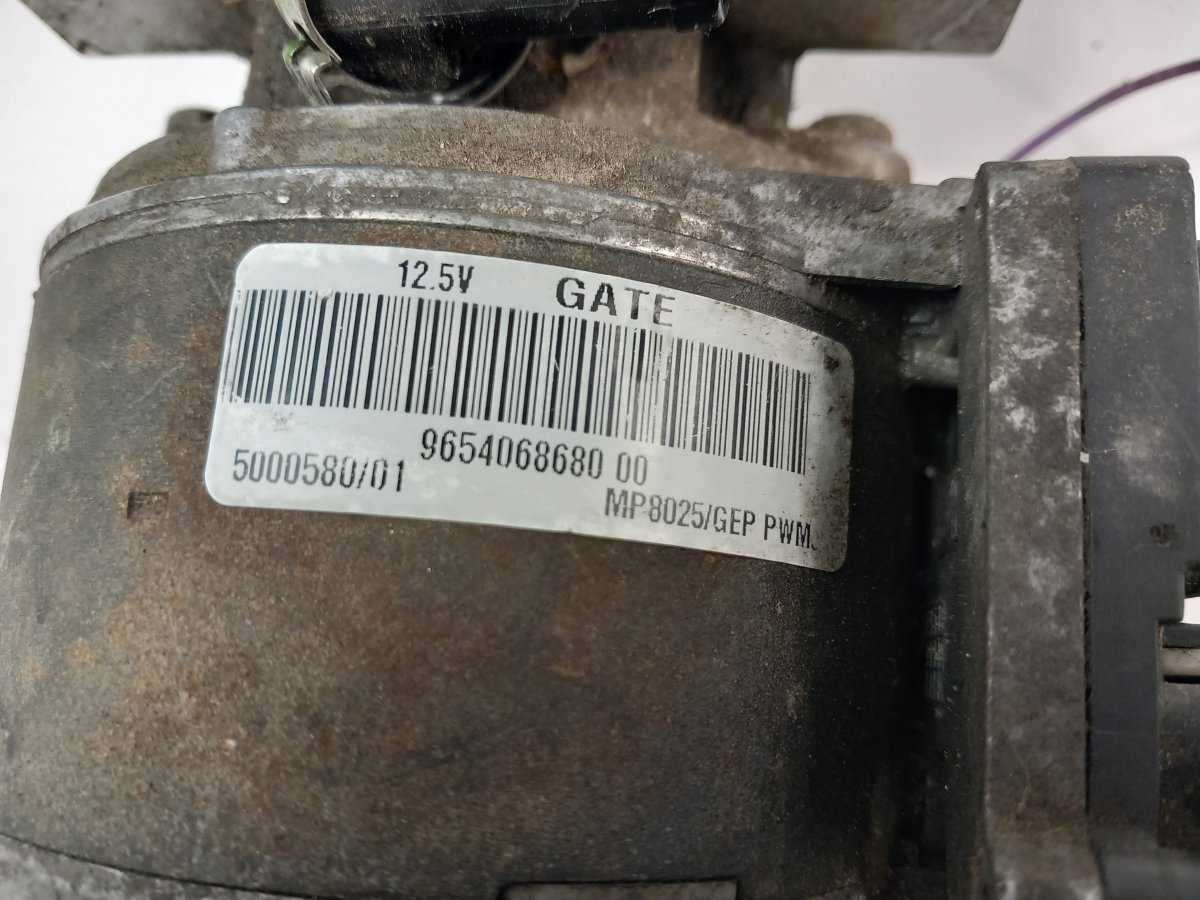 12.5V GATE
9654068680 00
5000580/01
MP8025/GEP PWM